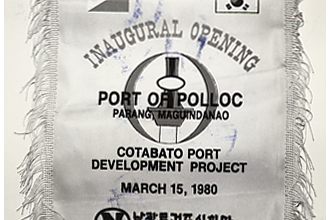 INAUGURAL OPENING
PORT OF POLLOC
PARANG, MAGUINDANAO
COTABATO PORT
DEVELOPMENT PROJECT
MARCH 15, 1980